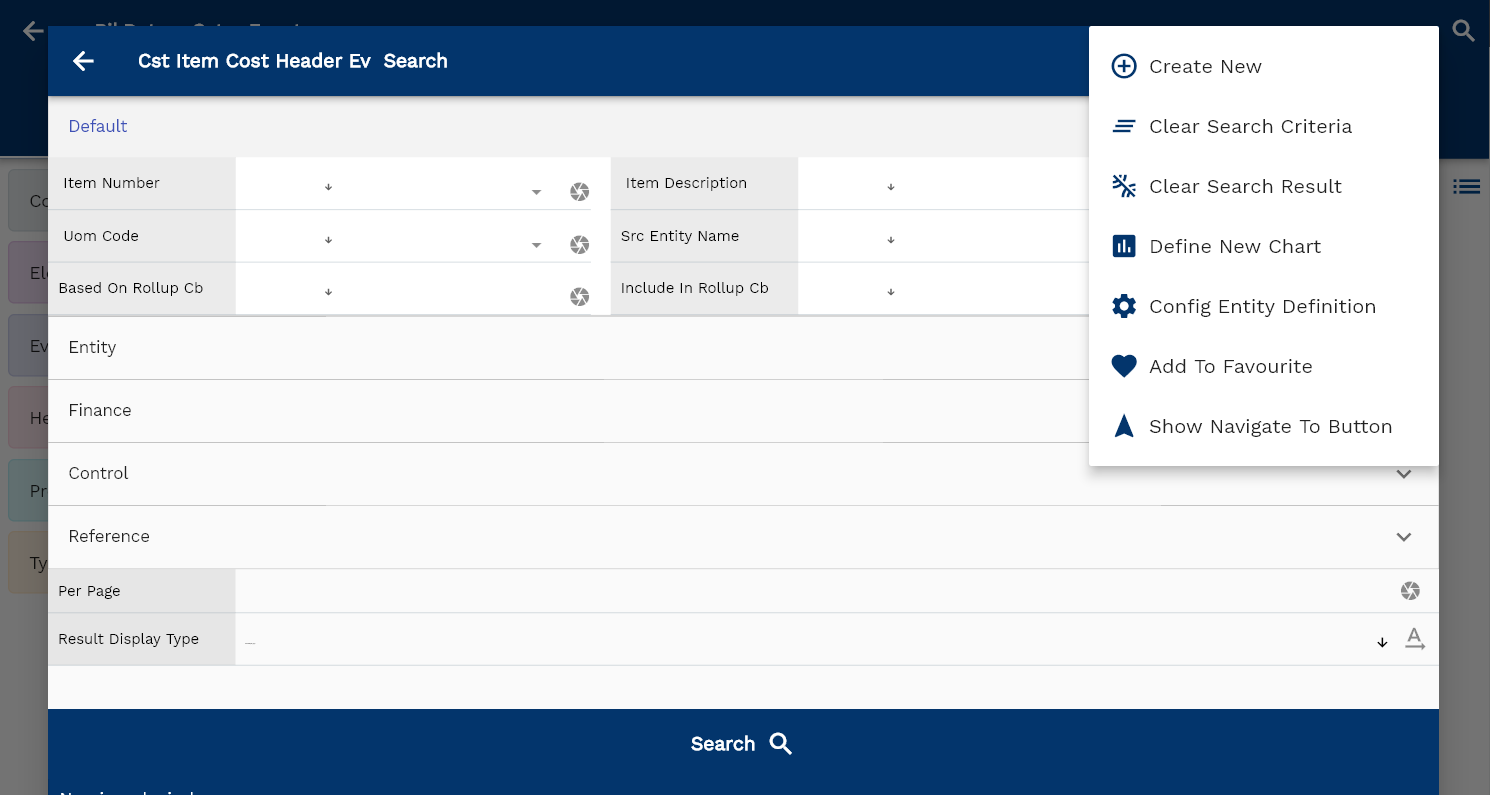 Cst Item Cost Header Ev Search
Default
Item Number
Item Description
Uom Code
Src Entity Name
Based On Rollup Cb
Include In Rollup Cb
Entity
Finance
Control
Reference
Per Page
Result Display Type
Search
Create New
Clear Search Criteria
Clear Search Result
Define New Chart
Config Entity Definition
Add To Favourite
Show Navigate To Button